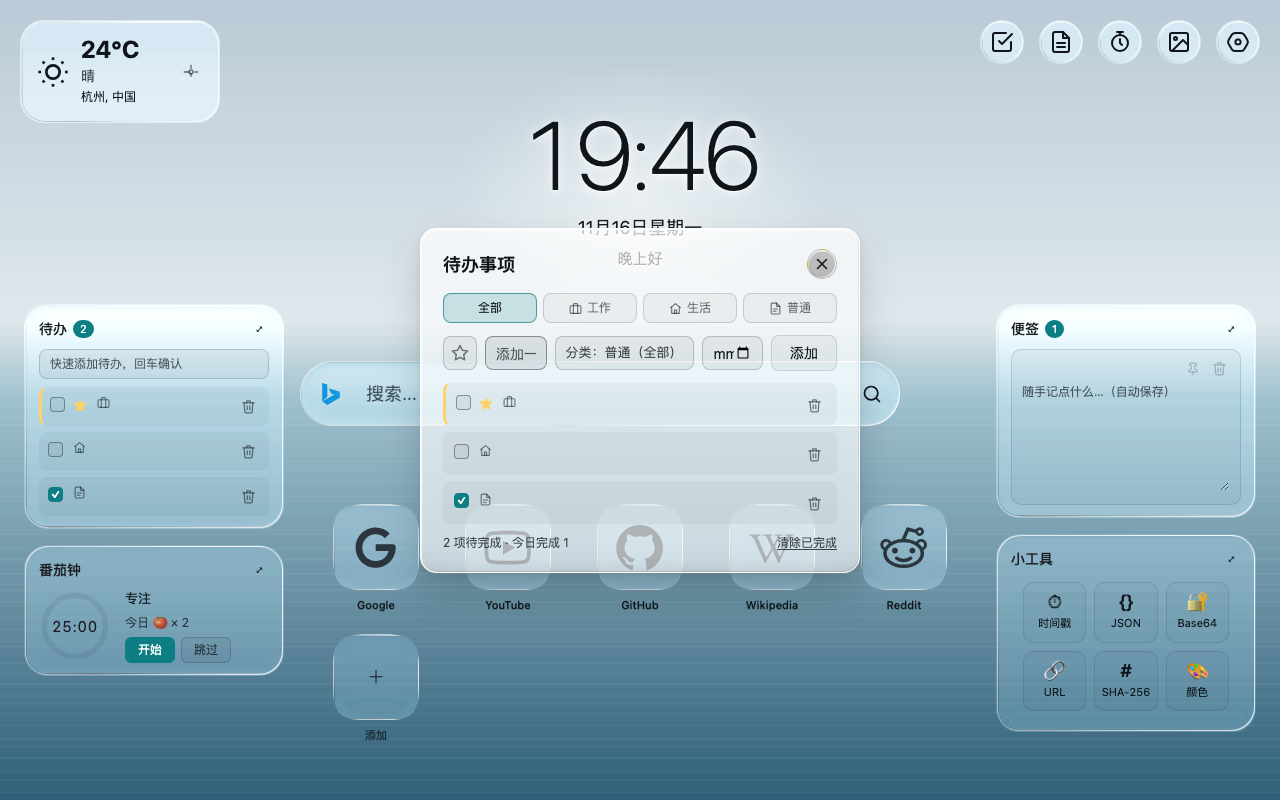 24°C
晴
杭州, 中国
19:46
11月16日星期一
晚上好
待办事项
全部
工作
生活
普通
添加一
分类：普通（全部）
mm
添加
2 项待完成 · 今日完成 1
清除已完成
待办 2
快速添加待办，回车确认
番茄钟
25:00
专注
今日 🍅 × 2
开始
跳过
搜索...
Google
YouTube
GitHub
Wikipedia
Reddit
添加
便签 1
随手记点什么...（自动保存）
小工具
时间戳
{}
JSON
Base64
URL
#
SHA-256
颜色